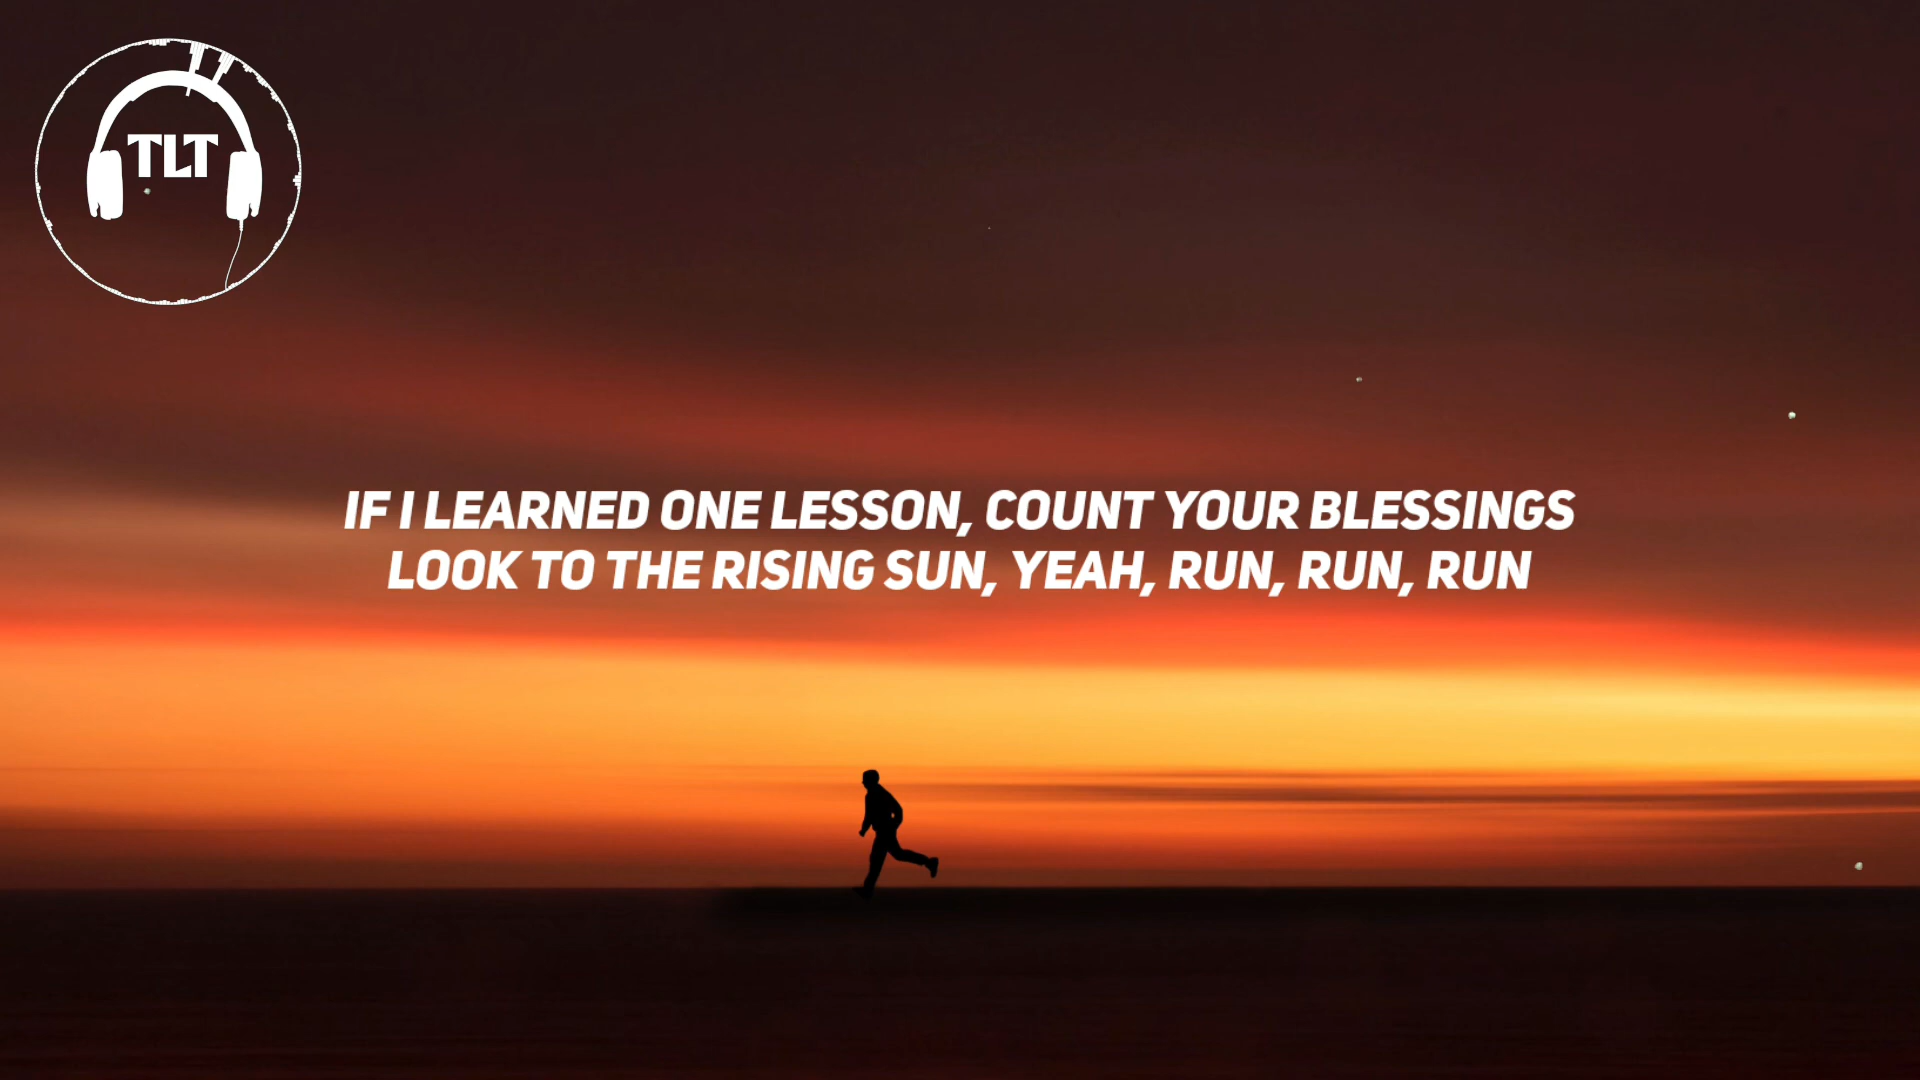 TLT
IF I LEARNED ONE LESSON, COUNT YOUR BLESSINGS
LOOK TO THE RISING SUN, YEAH, RUN, RUN, RUN